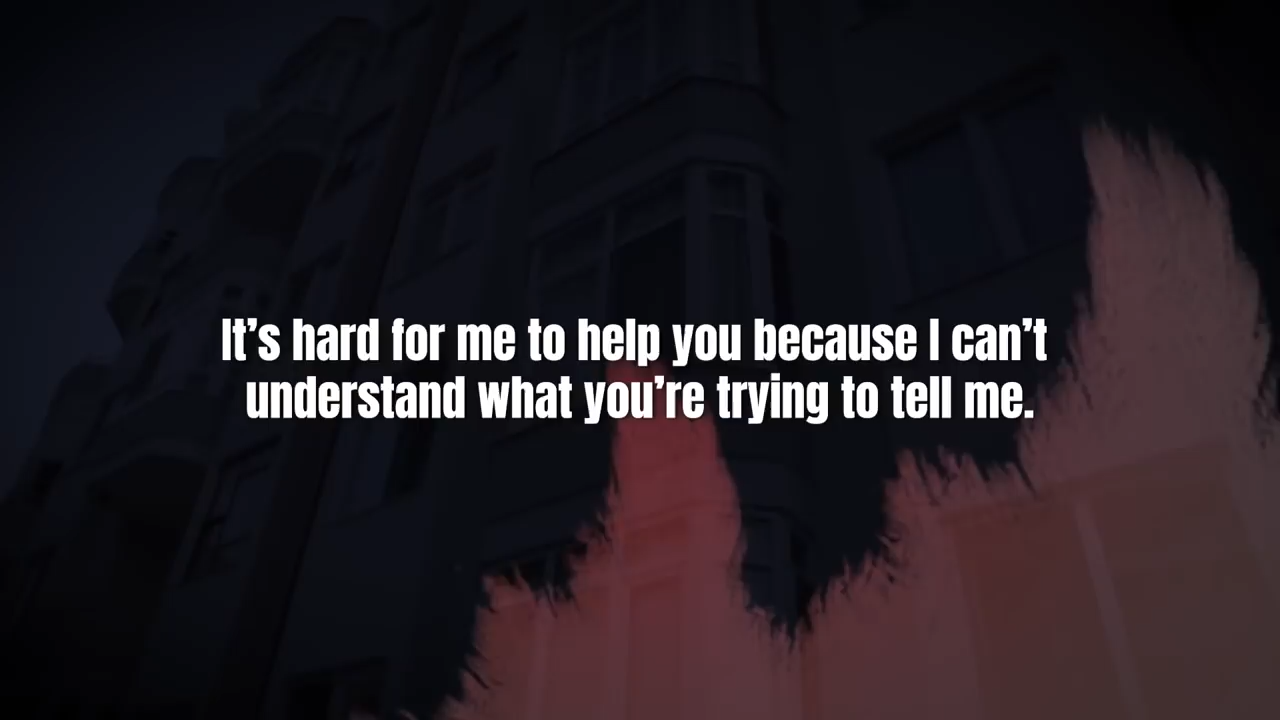 It’s hard for me to help you because I can’t
understand what you’re trying to tell me.